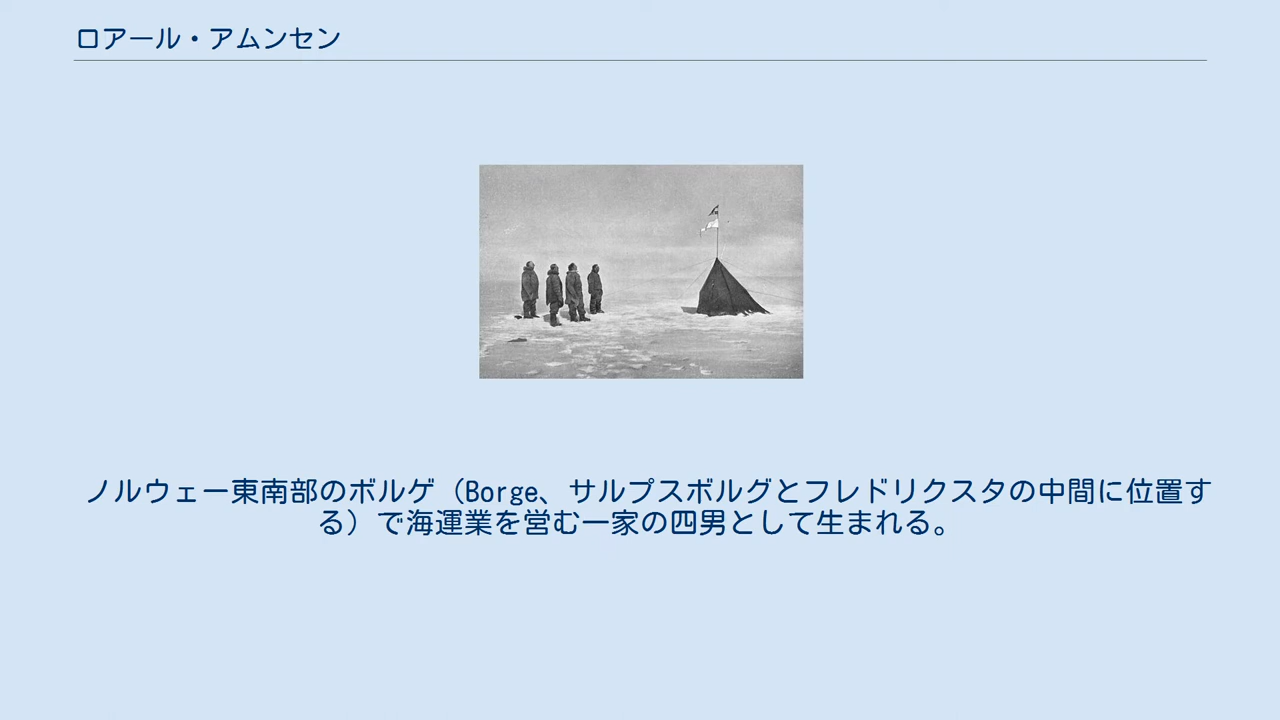 ロアール・アムンセン
ノルウェー東南部のボルゲ（Borge、サルプスボルグとフレドリクスタの中間に位置す
る）で海運業を営む一家の四男として生まれる。